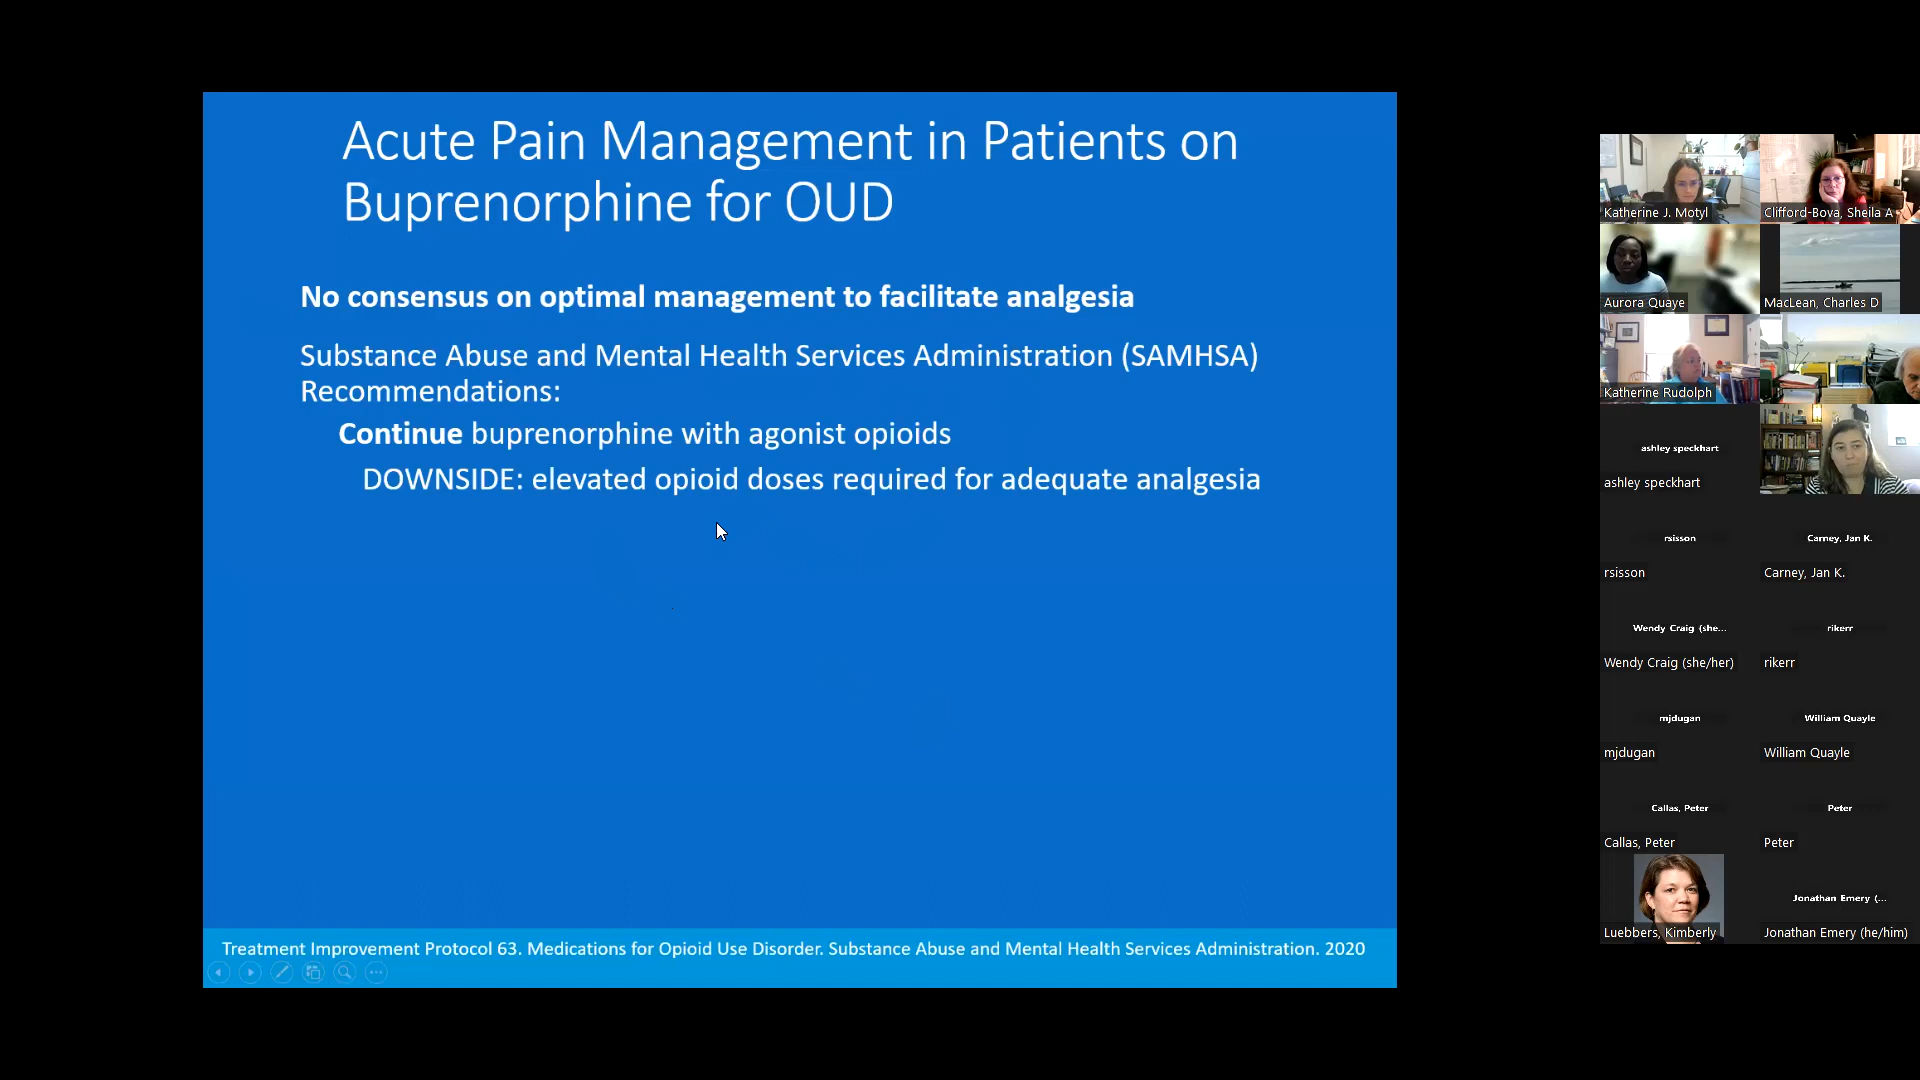 Acute Pain Management in Patients on
Buprenorphine for OUD
No consensus on optimal management to facilitate analgesia
Substance Abuse and Mental Health Services Administration (SAMHSA)
Recommendations:
Continue buprenorphine with agonist opioids
DOWNSIDE: elevated opioid doses required for adequate analgesia
Treatment Improvement Protocol 63. Medications for Opioid Use Disorder. Substance Abuse and Mental Health Services Administration. 2020
Katherine J. Motyl
Clifford-Bova, Sheila A
Aurora Quaye
MacLean, Charles D
Katherine Rudolph
ashley speckhart
ashley speckhart
rsisson
rsisson
Carney, Jan K.
Carney, Jan K.
Wendy Craig (she...
Wendy Craig (she/her)
rikerr
rikerr
mjdugan
mjdugan
William Quayle
William Quayle
Callas, Peter
Callas, Peter
Peter
Peter
Luebbers, Kimberly
Jonathan Emery (...
Jonathan Emery (he/him)